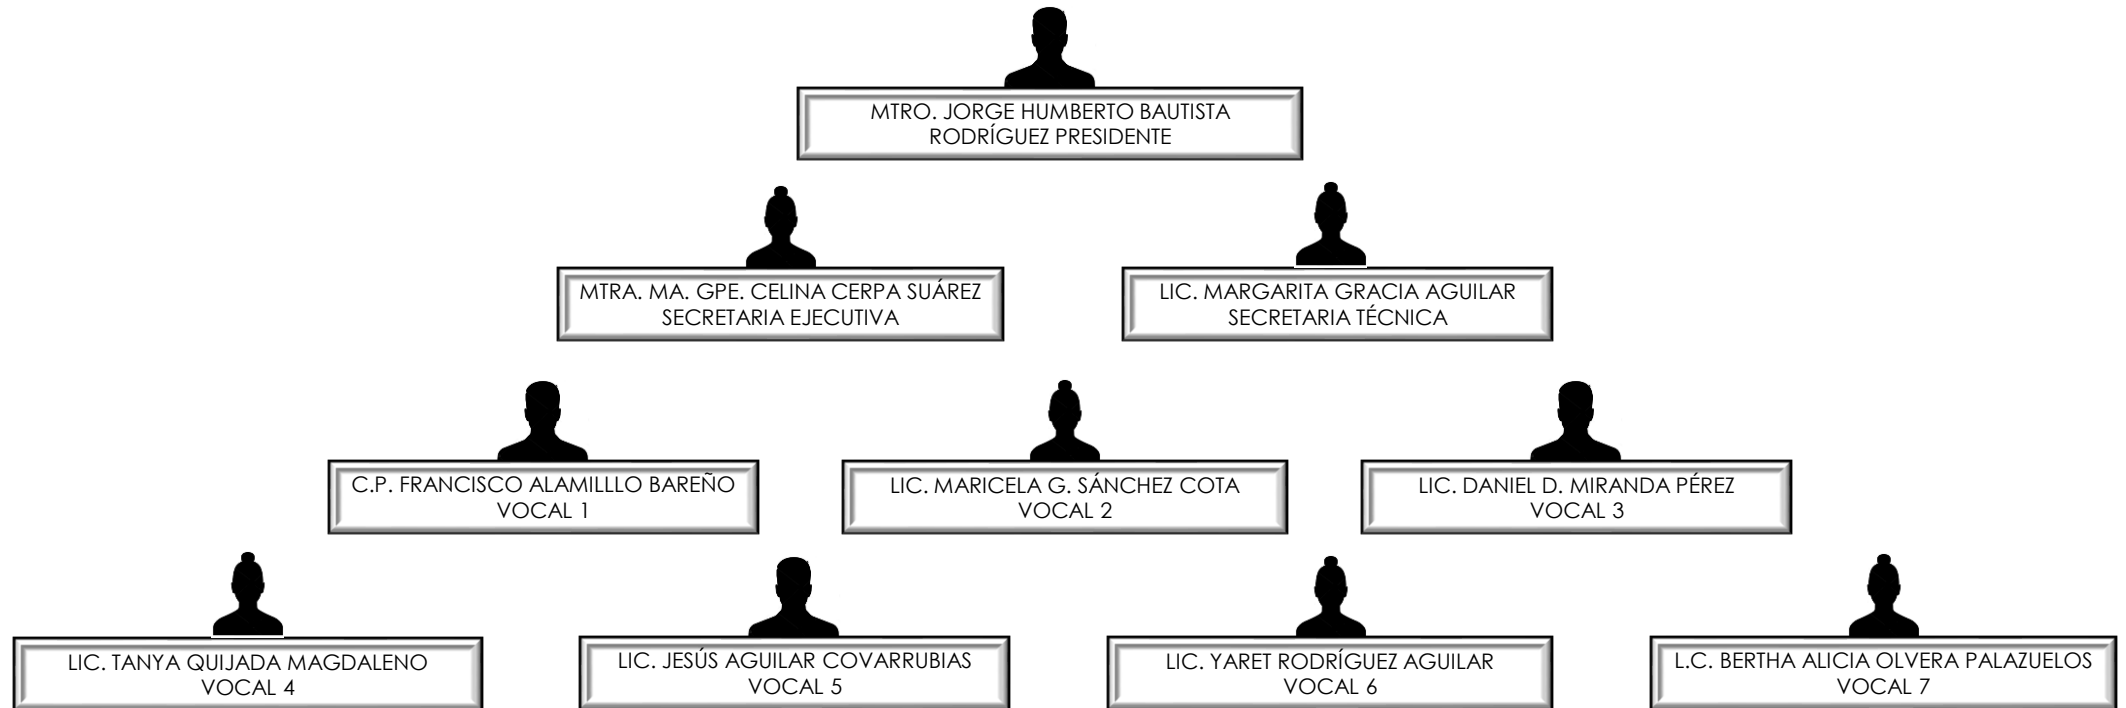 MTRO. JORGE HUMBERTO BAUTISTA
RODRÍGUEZ PRESIDENTE
MTRA. MA. GPE. CELINA CERPA SUÁREZ
SECRETARIA EJECUTIVA
LIC. MARGARITA GRACIA AGUILAR
SECRETARIA TÉCNICA
C.P. FRANCISCO ALAMILLLO BAREÑO
VOCAL 1
LIC. MARICELA G. SÁNCHEZ COTA
VOCAL 2
LIC. DANIEL D. MIRANDA PÉREZ
VOCAL 3
LIC. TANYA QUIJADA MAGDALENO
VOCAL 4
LIC. JESÚS AGUILAR COVARRUBIAS
VOCAL 5
LIC. YARET RODRÍGUEZ AGUILAR
VOCAL 6
L.C. BERTHA ALICIA OLVERA PALAZUELOS
VOCAL 7